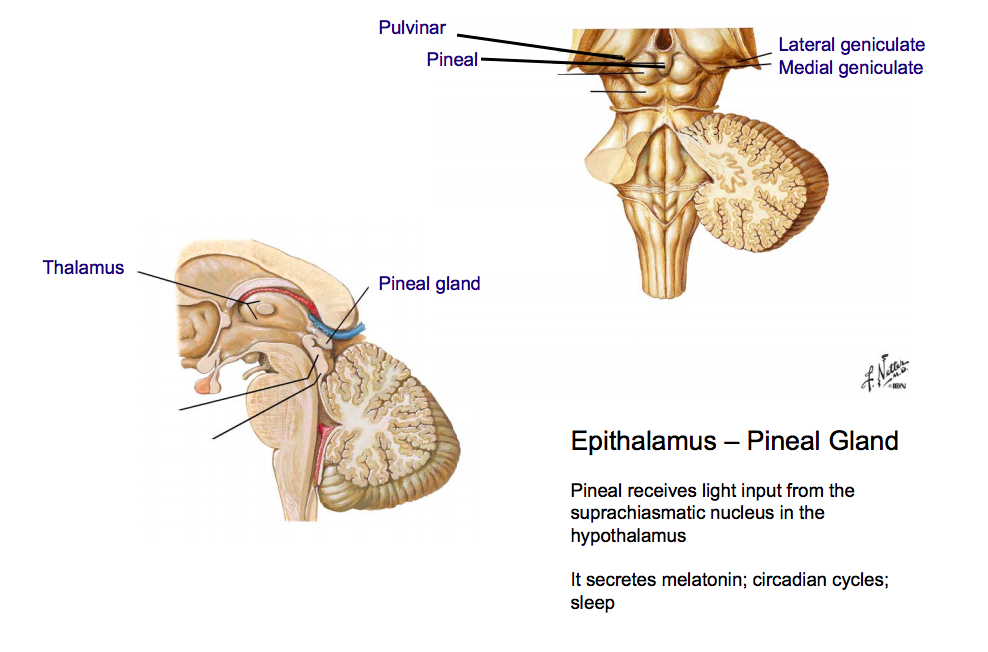 Pulvinar
Pineal
Lateral geniculate
Medial geniculate
Thalamus
Pineal gland
F. Netter
M.D.
Epithalamus – Pineal Gland
Pineal receives light input from the
suprachiasmatic nucleus in the
hypothalamus
It secretes melatonin; circadian cycles;
sleep